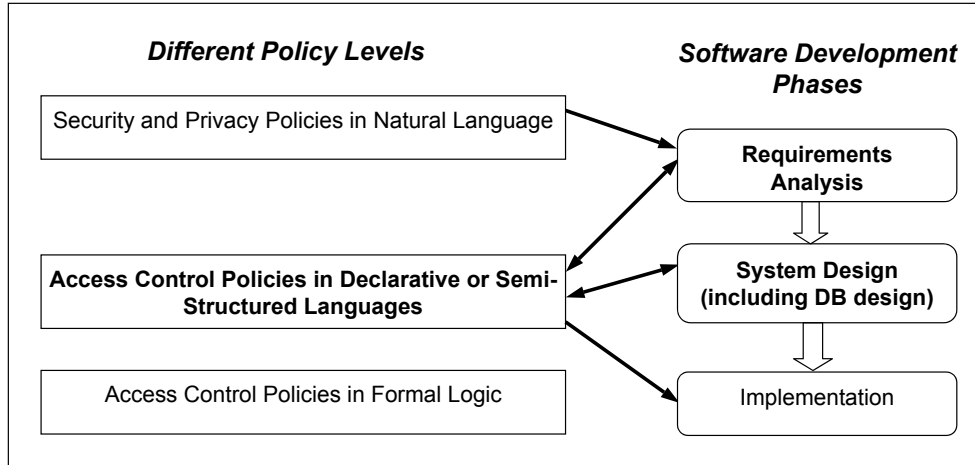 Different Policy Levels
Software Development
Phases
Security and Privacy Policies in Natural Language
Requirements
Analysis
Access Control Policies in Declarative or Semi-
Structured Languages
System Design
(including DB design)
Access Control Policies in Formal Logic
Implementation